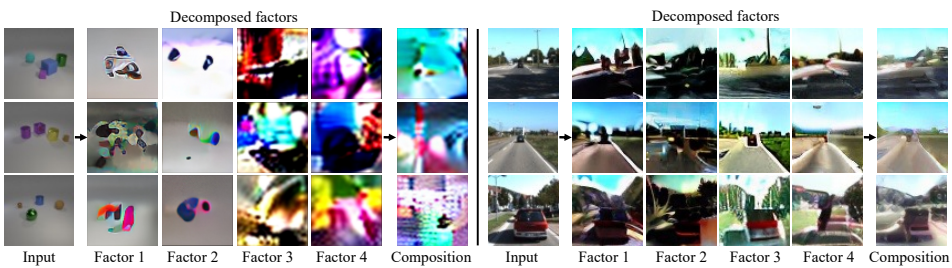 Decomposed factors
Decomposed factors
Input Factor 1 Factor 2 Factor 3 Factor 4 Composition Input Factor 1 Factor 2 Factor 3 Factor 4 Composition